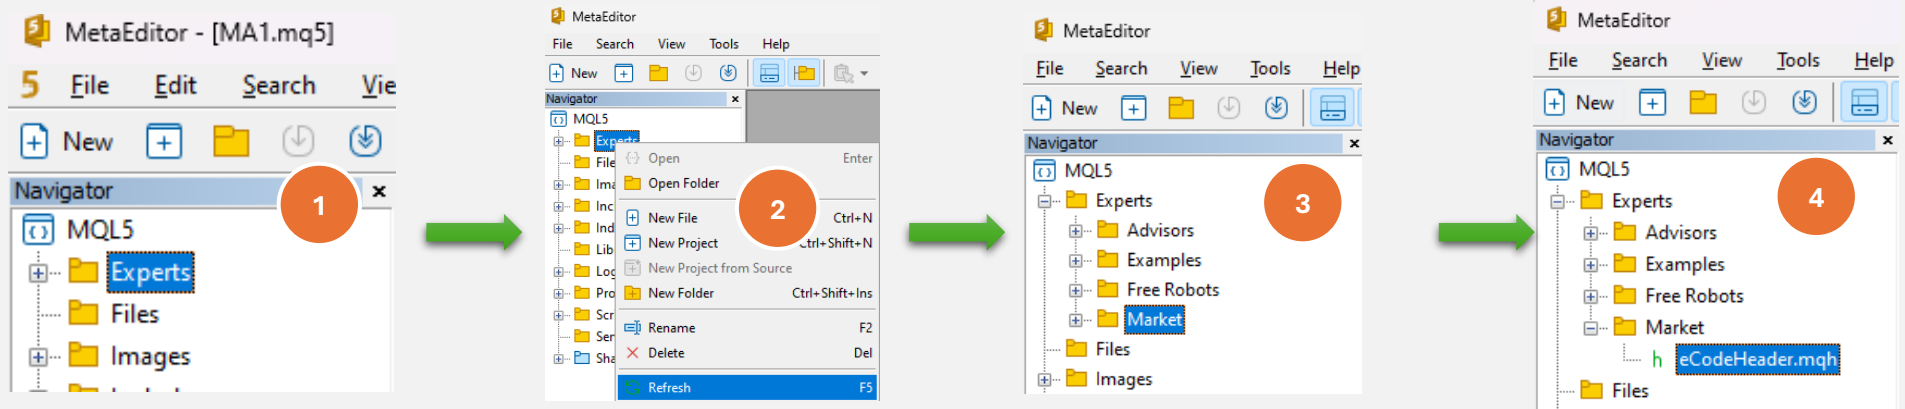 MetaEditor - [MA1.mq5]
5 File Edit Search Vie
New
Navigator
1
MQL5
Experts
Files
Images
MetaEditor
File Search View Tools Help
New
Navigator
MQL5
Experts
File
Ima
Inc
Ind
Lib
Log
Pro
Scr
Ser
Sha
Open Enter
Open Folder
2
New File Ctrl+N
New Project Ctrl+Shift+N
New Project from Source
New Folder Ctrl+Shift+Ins
Rename F2
Delete Del
Refresh F5
MetaEditor
File Search View Tools Help
New
Navigator
3
MQL5
Experts
Advisors
Examples
Free Robots
Market
Files
Images
MetaEditor
File Search View Tools Help
New
Navigator
4
MQL5
Experts
Advisors
Examples
Free Robots
Market
h eCodeHeader.mqh
Files